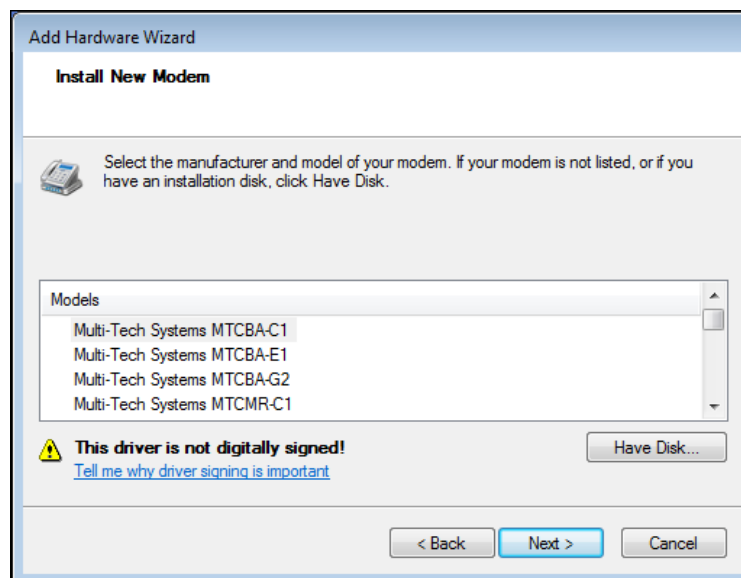 Add Hardware Wizard
Install New Modem
Select the manufacturer and model of your modem. If your modem is not listed, or if you
have an installation disk, click Have Disk.
Models
Multi-Tech Systems MTCBA-C1
Multi-Tech Systems MTCBA-E1
Multi-Tech Systems MTCBA-G2
Multi-Tech Systems MTCMR-C1
This driver is not digitally signed!
Have Disk...
Tell me why driver signing is important
< Back
Next >
Cancel